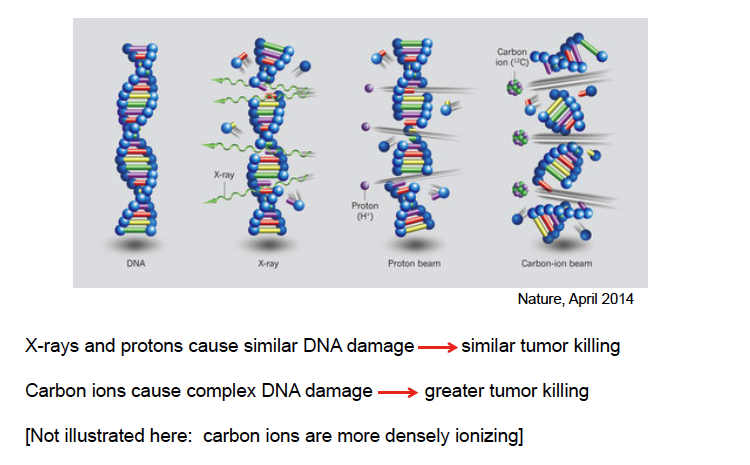 Carbon
ion (¹²C)
X-ray
Proton
(H⁺)
DNA
X-ray
Proton beam
Carbon-ion beam
Nature, April 2014
X-rays and protons cause similar DNA damage → similar tumor killing
Carbon ions cause complex DNA damage → greater tumor killing
[Not illustrated here:  carbon ions are more densely ionizing]